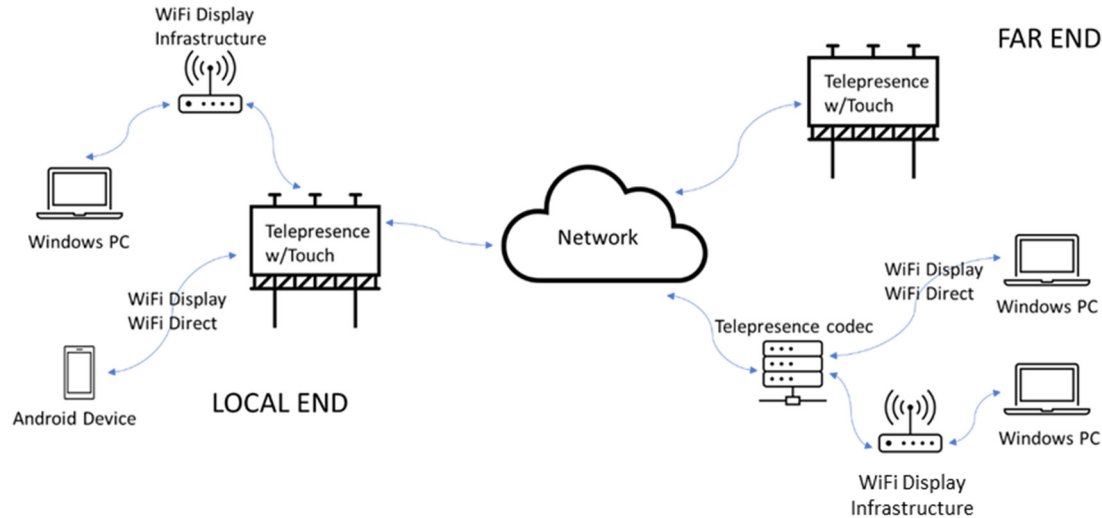 WiFi Display
Infrastructure
FAR END
Telepresence
w/Touch
Windows PC
Telepresence
w/Touch
Network
WiFi Display
WiFi Direct
Windows PC
WiFi Display
WiFi Direct
Telepresence codec
Android Device
LOCAL END
Windows PC
WiFi Display
Infrastructure